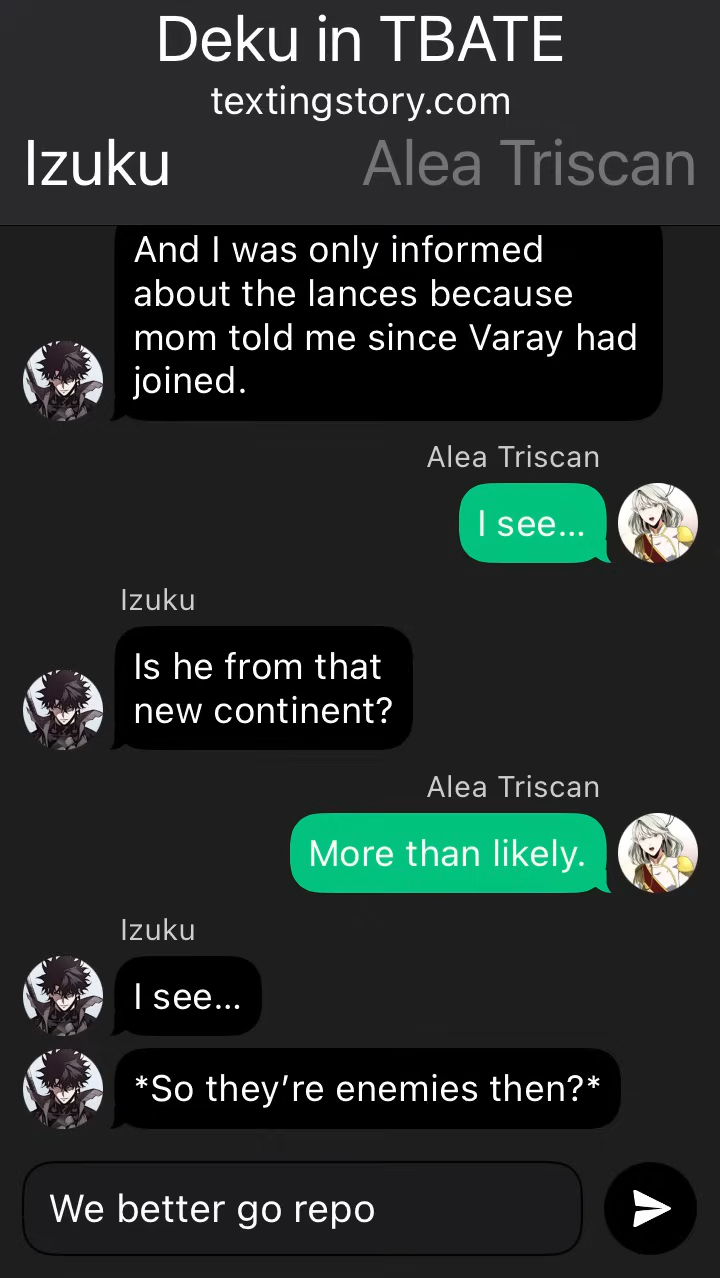 Deku in TBATE
textingstory.com
Izuku
Alea Triscan
And I was only informed
about the lances because
mom told me since Varay had
joined.
Alea Triscan
I see...
Izuku
Is he from that
new continent?
Alea Triscan
More than likely.
Izuku
I see...
*So they’re enemies then?*
We better go repo